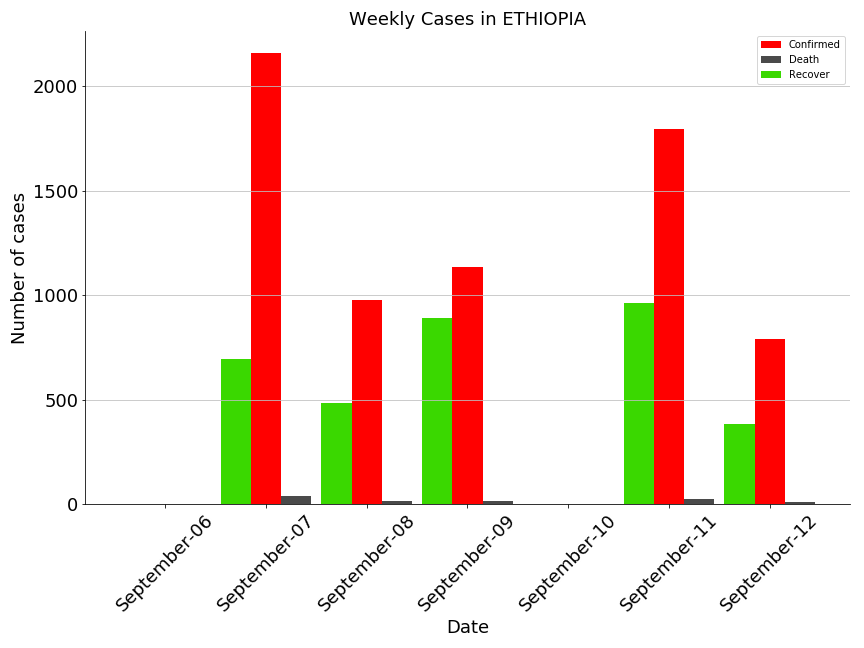 Weekly Cases in ETHIOPIA
Confirmed
Death
Recover
Number of cases
2000
1500
1000
500
0
September-06
September-07
September-08
September-09
September-10
September-11
September-12
Date